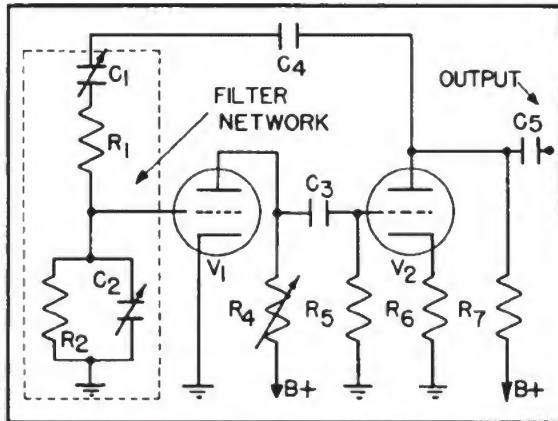 C1
C4
OUTPUT
C5
FILTER
NETWORK
R1
C3
V1
V2
C2
R2
R4
R5
R6
R7
B+
B+